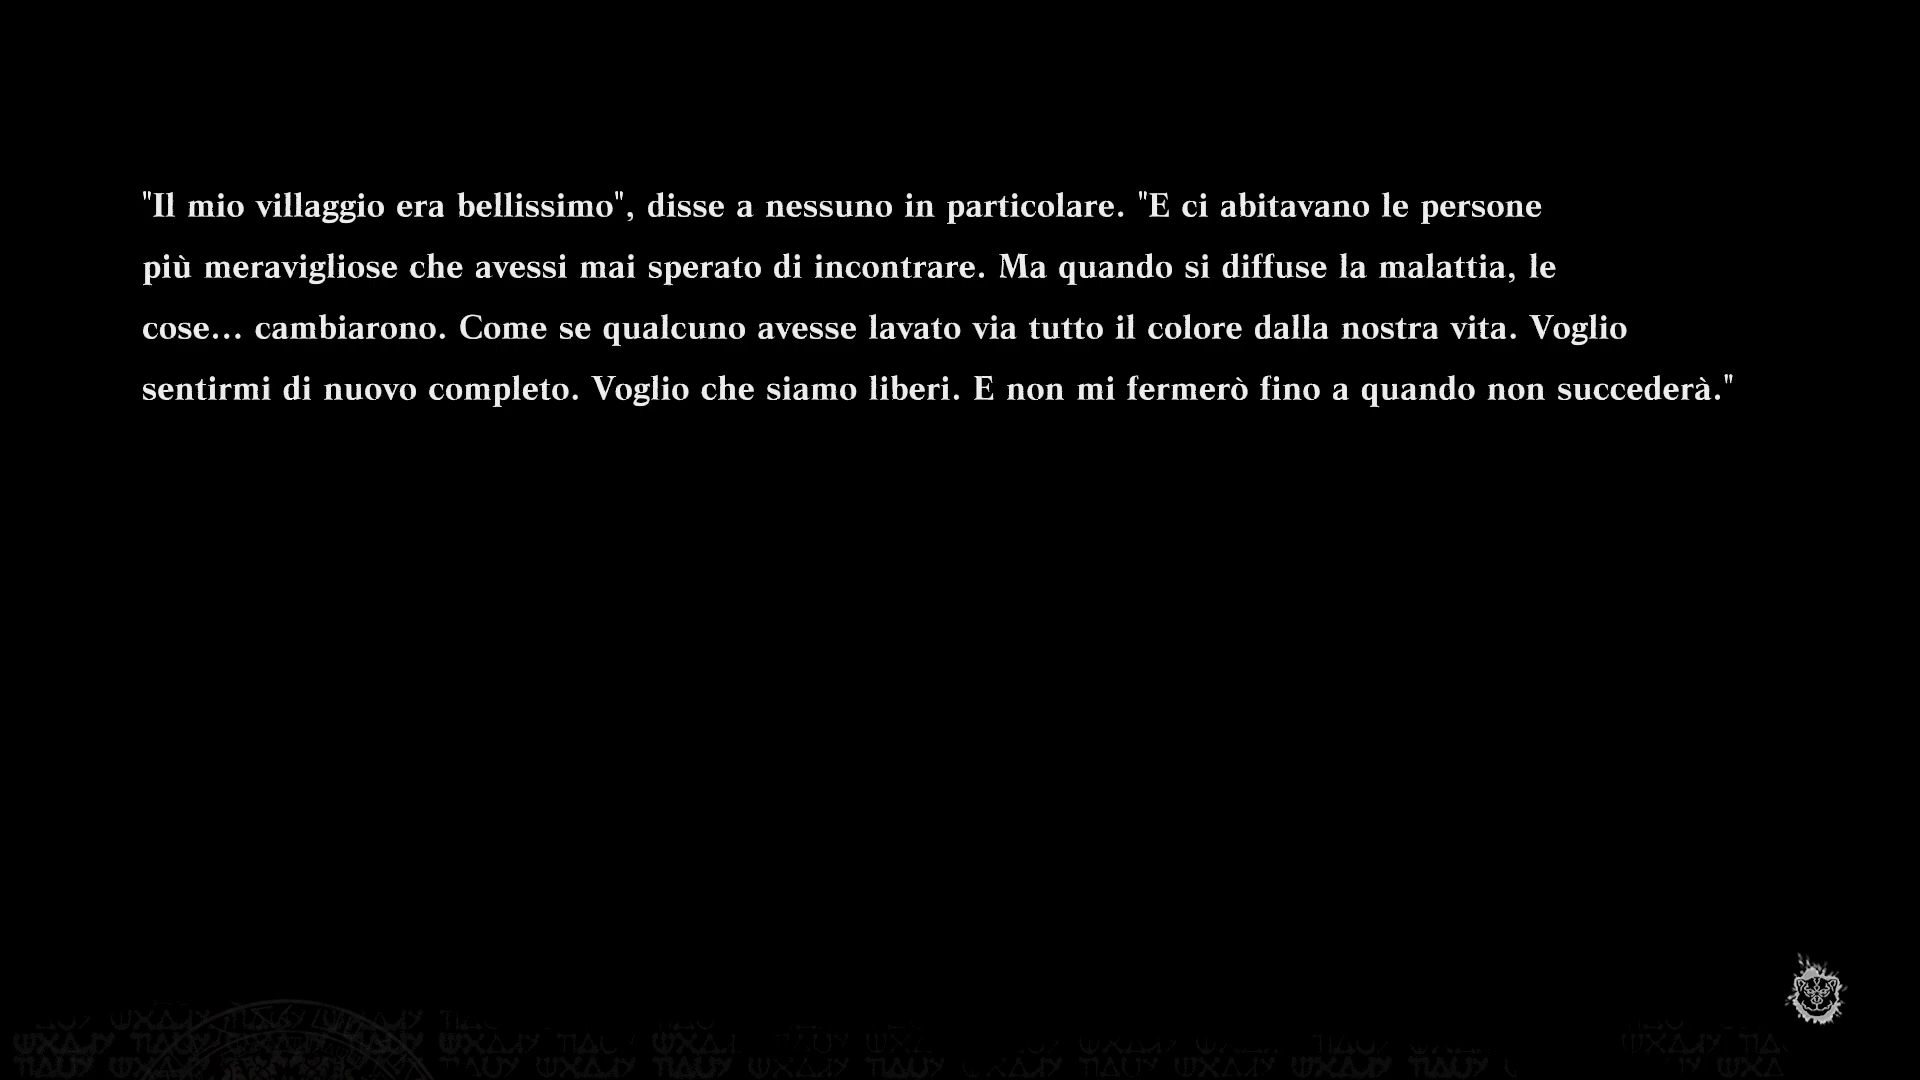 "Il mio villaggio era bellissimo", disse a nessuno in particolare. "E ci abitavano le persone
più meravigliose che avessi mai sperato di incontrare. Ma quando si diffuse la malattia, le
cose… cambiarono. Come se qualcuno avesse lavato via tutto il colore dalla nostra vita. Voglio
sentirmi di nuovo completo. Voglio che siamo liberi. E non mi fermerò fino a quando non succederà."